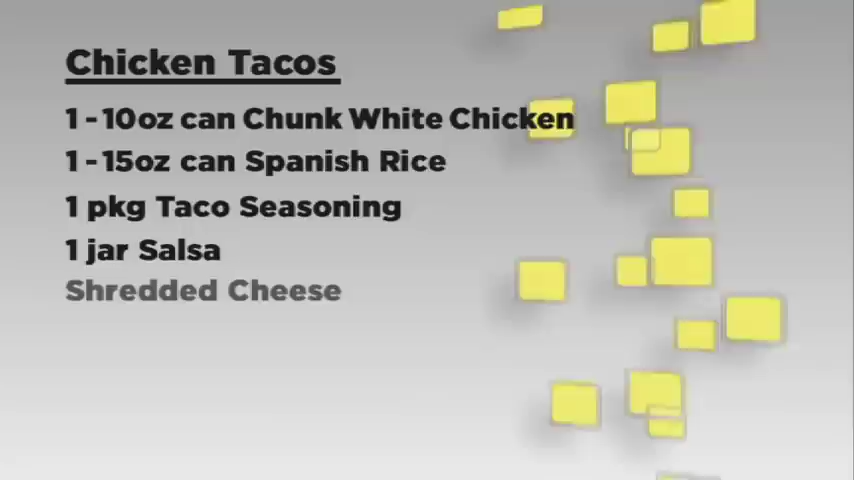 Chicken Tacos
1 - 10oz can Chunk White Chicken
1 - 15oz can Spanish Rice
1 pkg Taco Seasoning
1 jar Salsa
Shredded Cheese